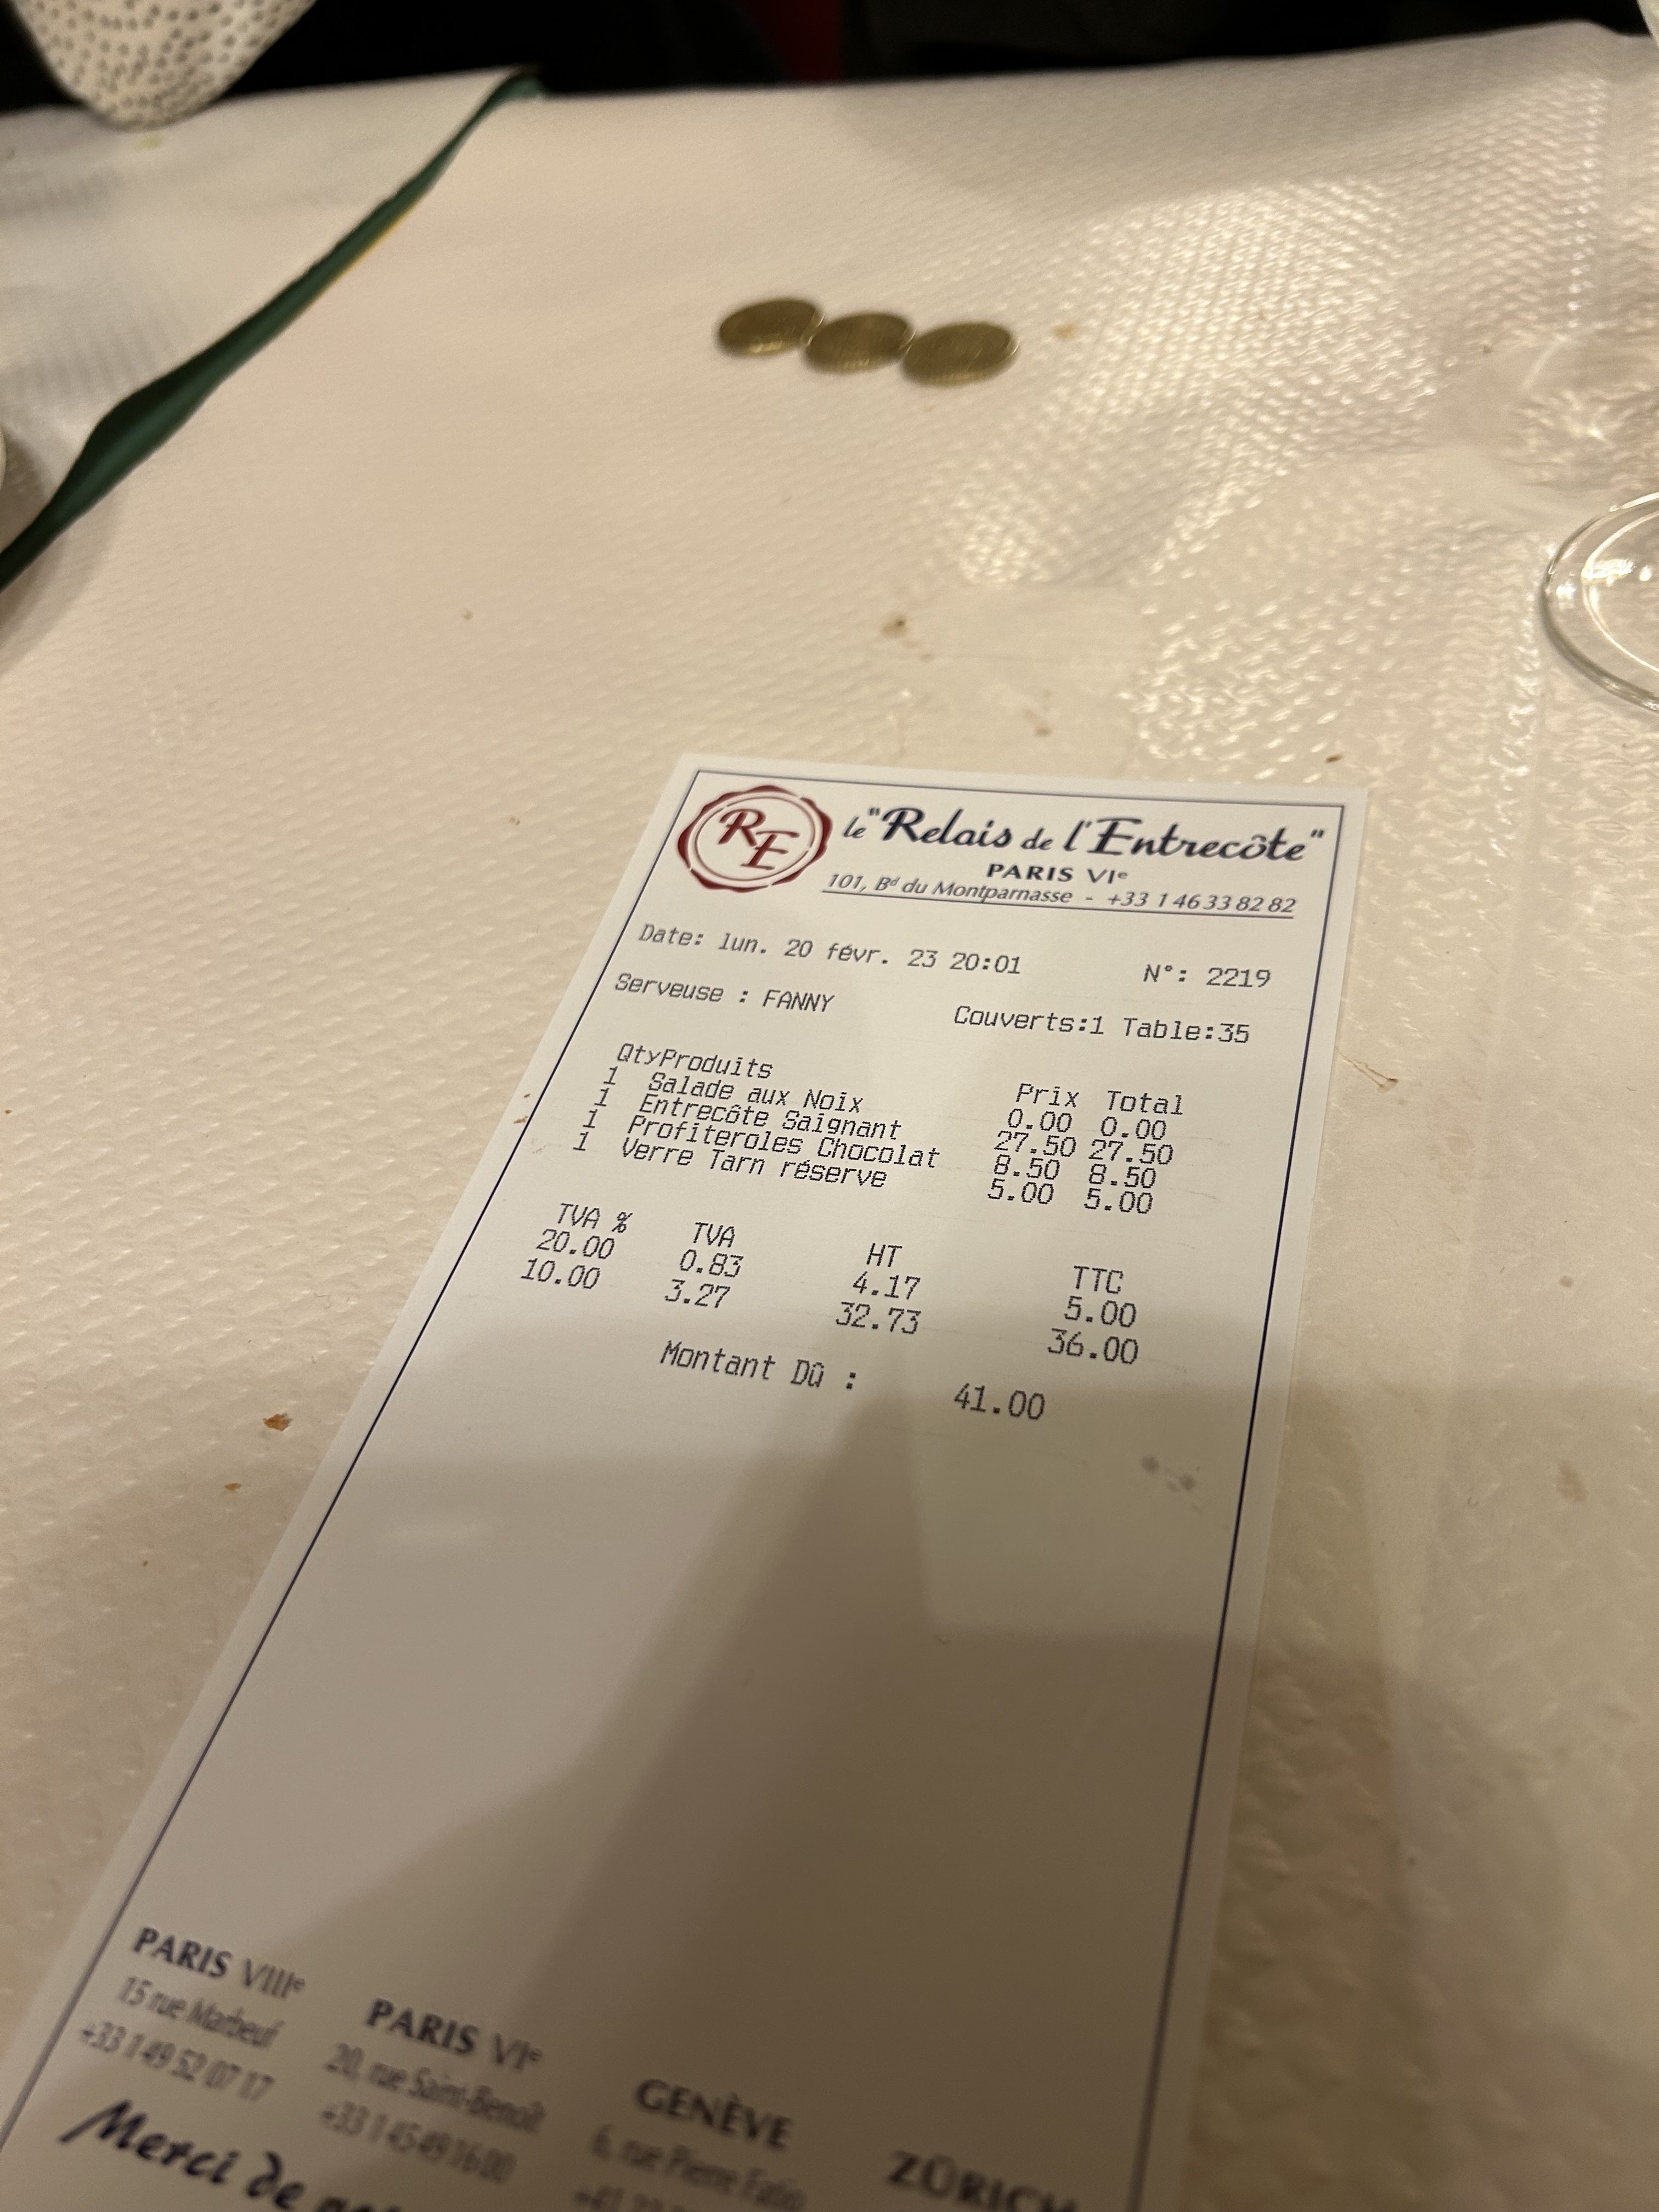 RE
le "Relais de l'Entrecôte"
PARIS VIe
101, Bd du Montparnasse - +33 1 46 33 82 82
Date: lun. 20 févr. 23 20:01 N°: 2219
Serveuse : FANNY Couverts:1 Table:35
QtyProduits Prix Total
1 Salade aux Noix 0.00 0.00
1 Entrecôte Saignant 27.50 27.50
1 Profiteroles Chocolat 8.50 8.50
1 Verre Tarn réserve 5.00 5.00
TVA % TVA HT TTC
20.00 0.83 4.17 5.00
10.00 3.27 32.73 36.00
Montant Dû : 41.00
PARIS VIIIe PARIS VIe GENÈVE ZÜRICH
15 rue Marbeuf 20, rue Saint-Benoît 6, rue Pierre Fatio
+33 1 49 52 07 17 +33 1 45 49 16 00
Merci de